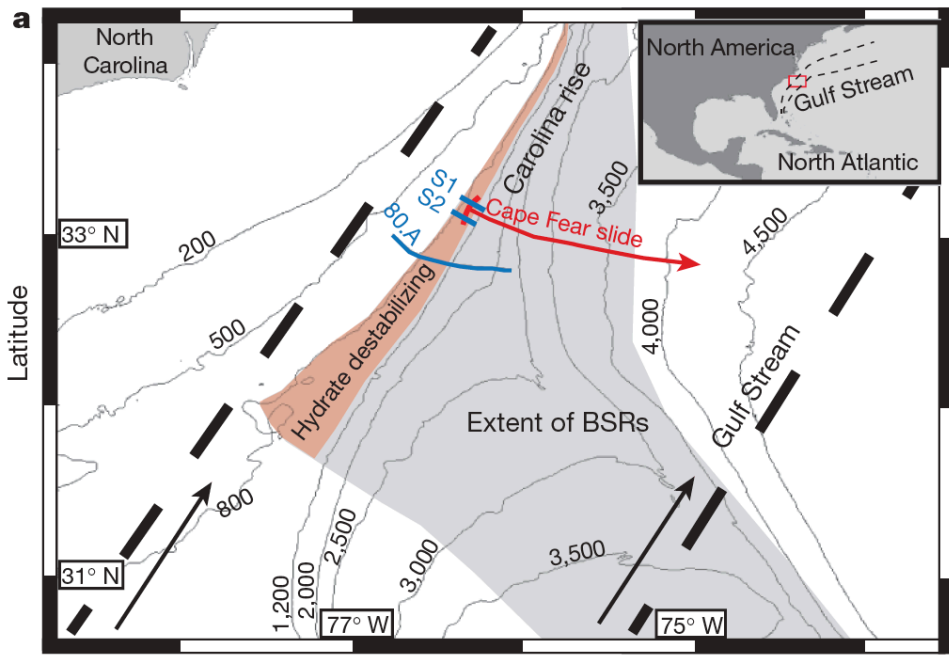 a
North
Carolina
North America
Gulf Stream
North Atlantic
Carolina rise
3,500
S1
S2
Cape Fear slide
80.A
33° N
200
4,500
Hydrate destabilizing
500
4,000
Latitude
Gulf Stream
Extent of BSRs
800
2,500
3,000
3,500
31° N
1,200
2,000
77° W
75° W